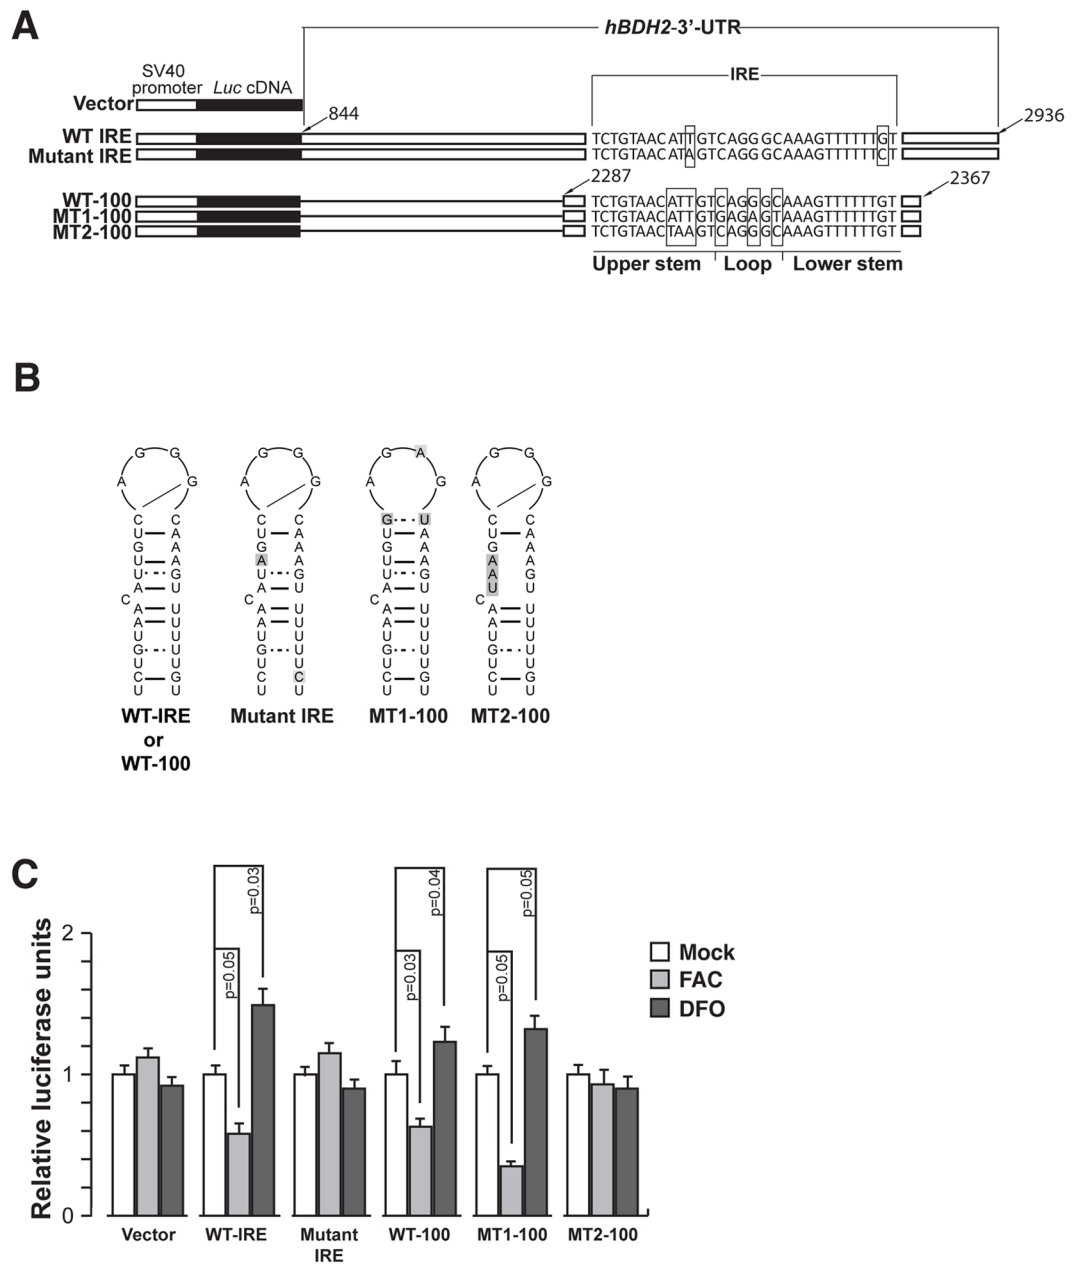 A
hBDH2-3’-UTR
SV40
promoter Luc cDNA
IRE
Vector
844
2936
WT IRE TCTGTAACATTGTCAGGGCAAAGTTTTTTGT
Mutant IRE TCTGTAACATAGTCAGGGCAAAGTTTTTTCT
2287
2367
WT-100 TCTGTAACATTGTCAGGGCAAAGTTTTTTGT
MT1-100 TCTGTAACATTGTGAGAGTAAAGTTTTTTGT
MT2-100 TCTGTAACTAAGTCAGGGCAAAGTTTTTTGT
Upper stem Loop Lower stem
B
G G G G G A G G
A G A G A G A G
C C C C G U C C
U A U A U A U A
G A G A G A G A
U A A A U A A A
U G U G U G A G
A U A U A U U U
C C C C
A U A U A U A U
A U A U A U A U
U U U U U U U U
G U G U G U G U
U U U U U U U U
C G C C C G C G
U U U U U U U U
WT-IRE Mutant IRE MT1-100 MT2-100
or
WT-100
C
Relative luciferase units
2
1
0
p=0.05
p=0.03
p=0.03
p=0.04
p=0.05
p=0.05
Mock
FAC
DFO
Vector WT-IRE Mutant WT-100 MT1-100 MT2-100
IRE